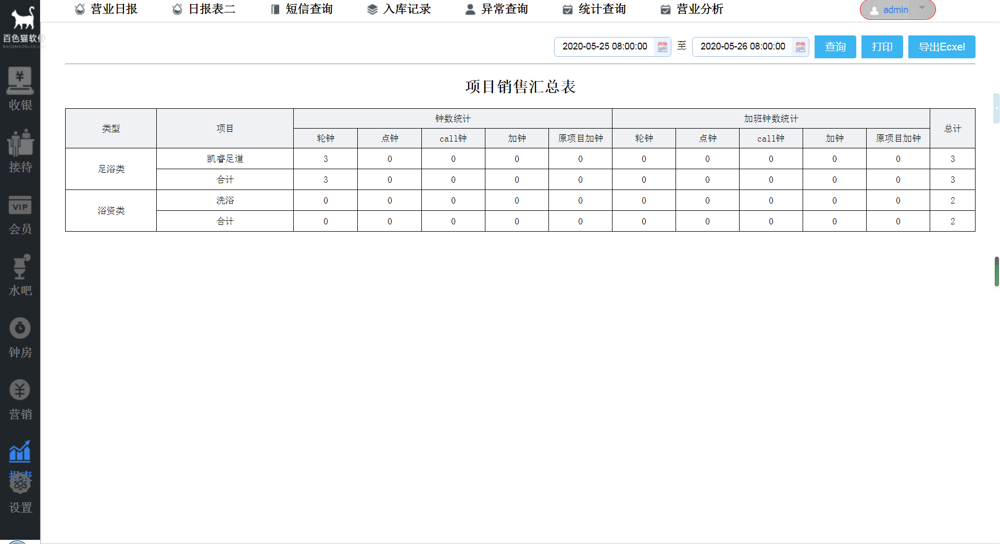 营业日报 日报表二 短信查询 入库记录 异常查询 统计查询 营业分析 admin
百色猫软件
2020-05-25 08:00:00 至 2020-05-26 08:00:00 查询 打印 导出Ecxel
项目销售汇总表
类型 项目 钟数统计 加班钟数统计 总计
轮钟 点钟 call钟 加钟 原项目加钟 轮钟 点钟 call钟 加钟 原项目加钟
足浴类 凯睿足道 3 0 0 0 0 0 0 0 0 0 3
合计 3 0 0 0 0 0 0 0 0 0 3
浴资类 洗浴 0 0 0 0 0 0 0 0 0 0 2
合计 0 0 0 0 0 0 0 0 0 0 2
收银
接待
VIP
会员
水吧
钟房
营销
报表
设置